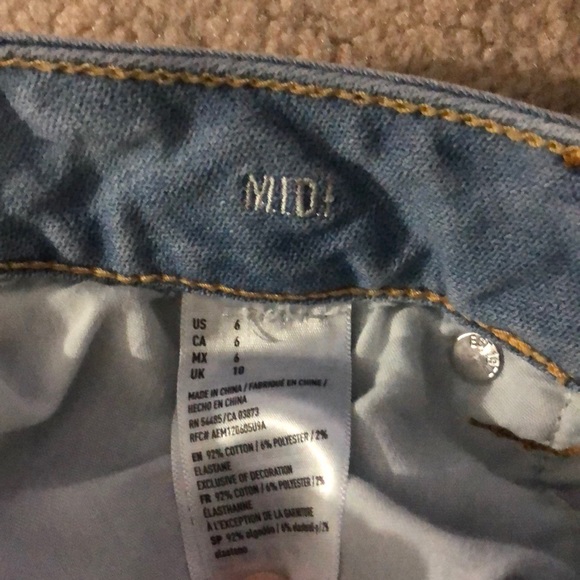 N.I.D.I
US 6
CA 6
MX 6
UK 10
MADE IN CHINA / FABRIQUÉ EN CHINE /
HECHO EN CHINA
RN 54485/CA 03873
RFC# AEM120605U9A
EN 92% COTTON / 6% POLYESTER / 2%
ELASTANE
EXCLUSIVE OF DECORATION
FR 92% COTON / 6% POLYESTER / 2%
ÉLASTHANNE
À L'EXCEPTION DE LA GARNITURE
SP 92% algodón / 6% / 2%
elastano